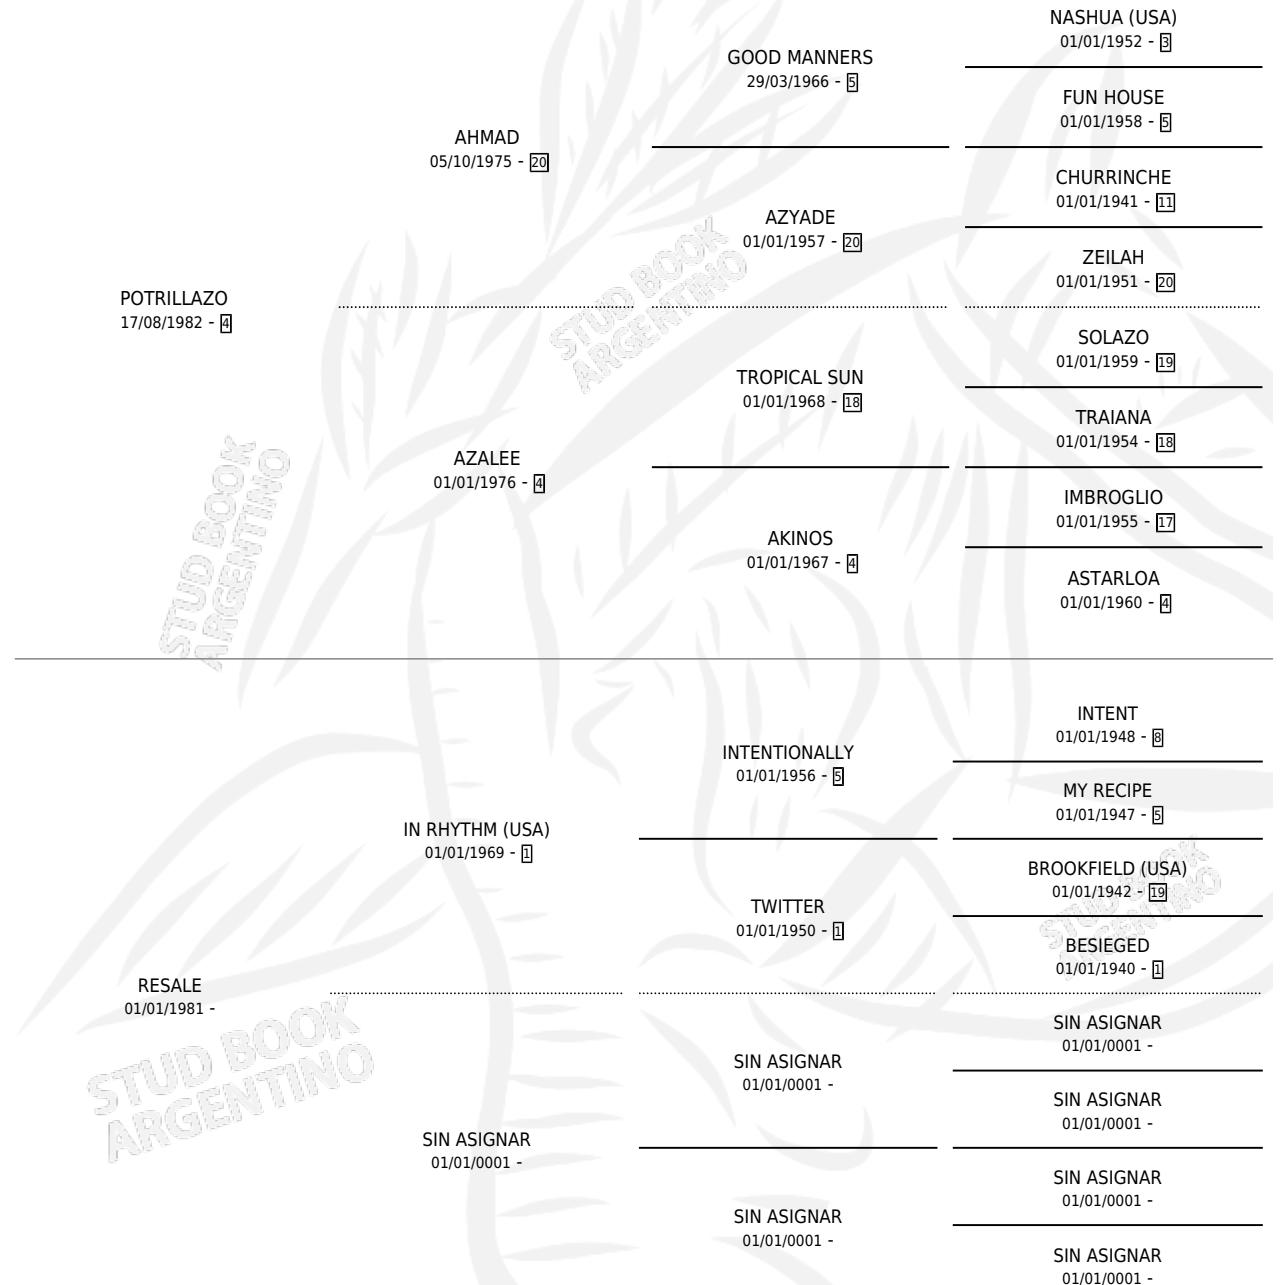 NASHUA (USA)
01/01/1952 - 3
GOOD MANNERS
29/03/1966 - 5
FUN HOUSE
01/01/1958 - 5
AHMAD
05/10/1975 - 20
CHURRINCHE
01/01/1941 - 11
AZYADE
01/01/1957 - 20
ZEILAH
01/01/1951 - 20
POTRILLAZO
17/08/1982 - 4
STUD BOOK
ARGENTINO
SOLAZO
01/01/1959 - 19
TROPICAL SUN
01/01/1968 - 18
TRAIANA
01/01/1954 - 18
AZALEE
01/01/1976 - 4
IMBROGLIO
01/01/1955 - 17
AKINOS
01/01/1967 - 4
ASTARLOA
01/01/1960 - 4
STUD BOOK
ARGENTINO
INTENT
01/01/1948 - 8
INTENTIONALLY
01/01/1956 - 5
MY RECIPE
01/01/1947 - 5
IN RHYTHM (USA)
01/01/1969 - 1
BROOKFIELD (USA)
01/01/1942 - 19
TWITTER
01/01/1950 - 1
STUD BOOK
ARGENTINO
BESIEGED
01/01/1940 - 1
RESALE
01/01/1981 -
SIN ASIGNAR
01/01/0001 -
SIN ASIGNAR
01/01/0001 -
STUD BOOK
ARGENTINO
SIN ASIGNAR
01/01/0001 -
SIN ASIGNAR
01/01/0001 -
SIN ASIGNAR
01/01/0001 -
SIN ASIGNAR
01/01/0001 -
SIN ASIGNAR
01/01/0001 -